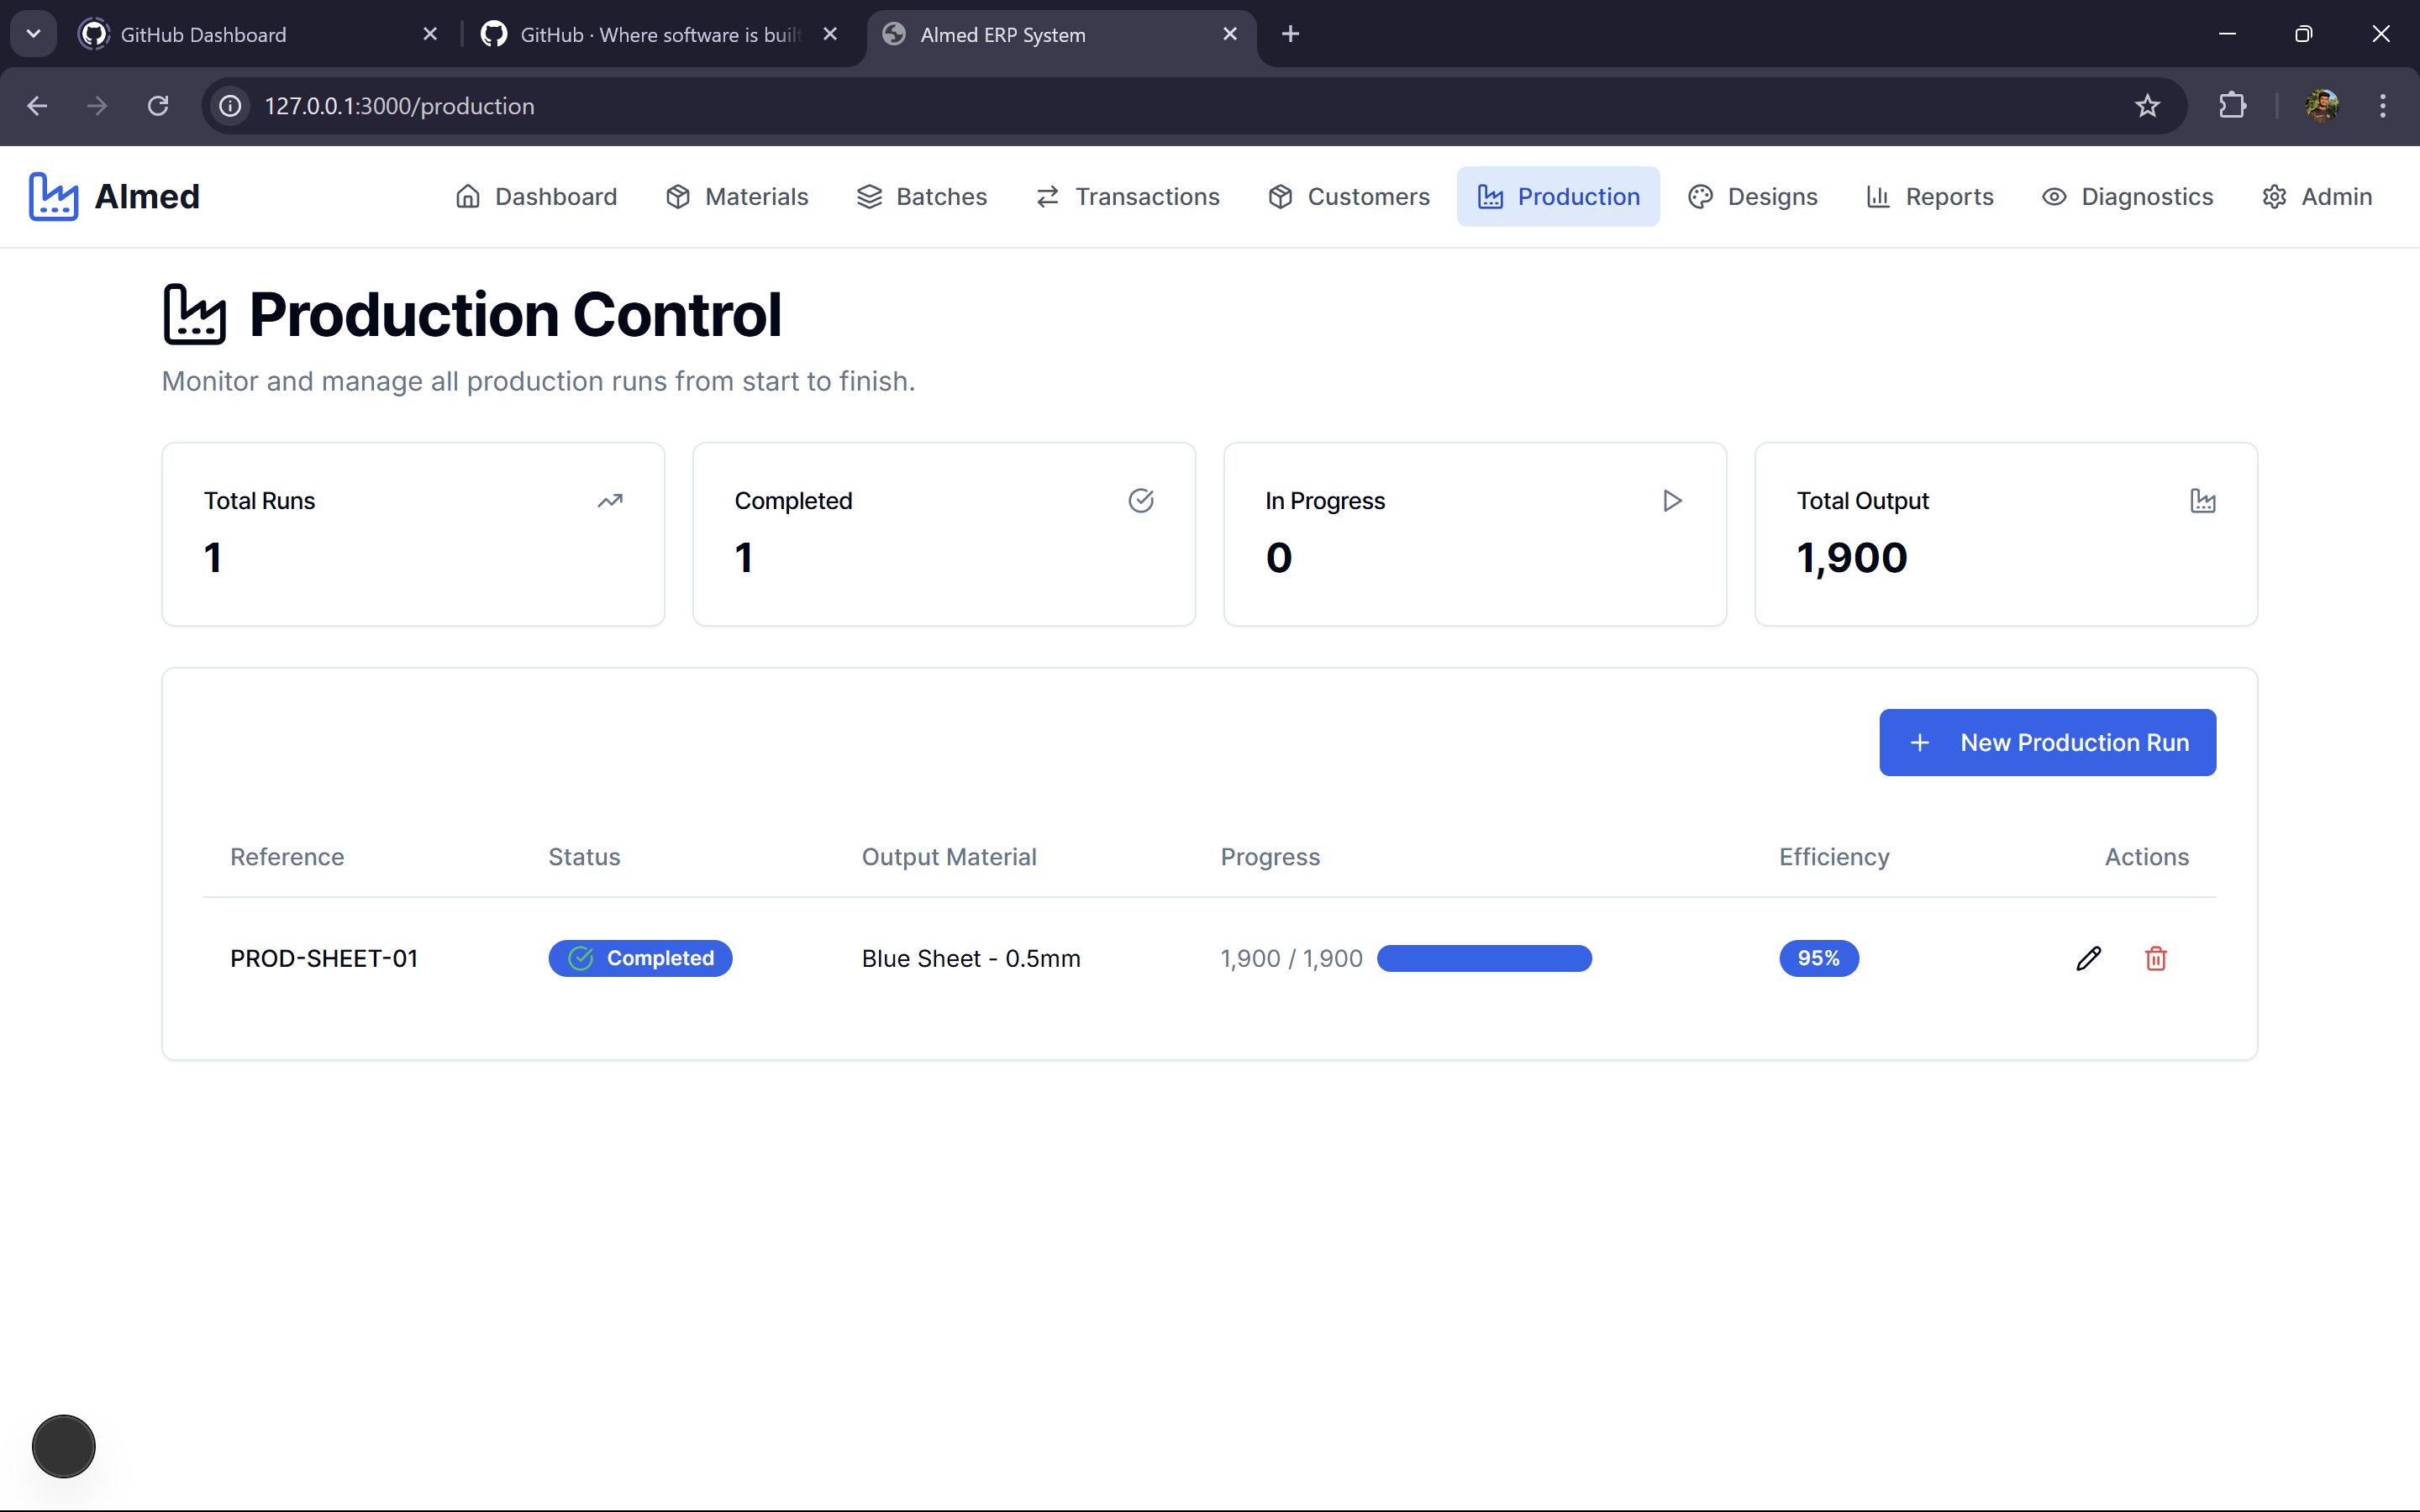 GitHub Dashboard
GitHub · Where software is buil
Almed ERP System
127.0.0.1:3000/production
Almed
Dashboard
Materials
Batches
Transactions
Customers
Production
Designs
Reports
Diagnostics
Admin
Production Control
Monitor and manage all production runs from start to finish.
Total Runs
1
Completed
1
In Progress
0
Total Output
1,900
New Production Run
Reference Status Output Material Progress Efficiency Actions
PROD-SHEET-01 Completed Blue Sheet - 0.5mm 1,900 / 1,900 95%